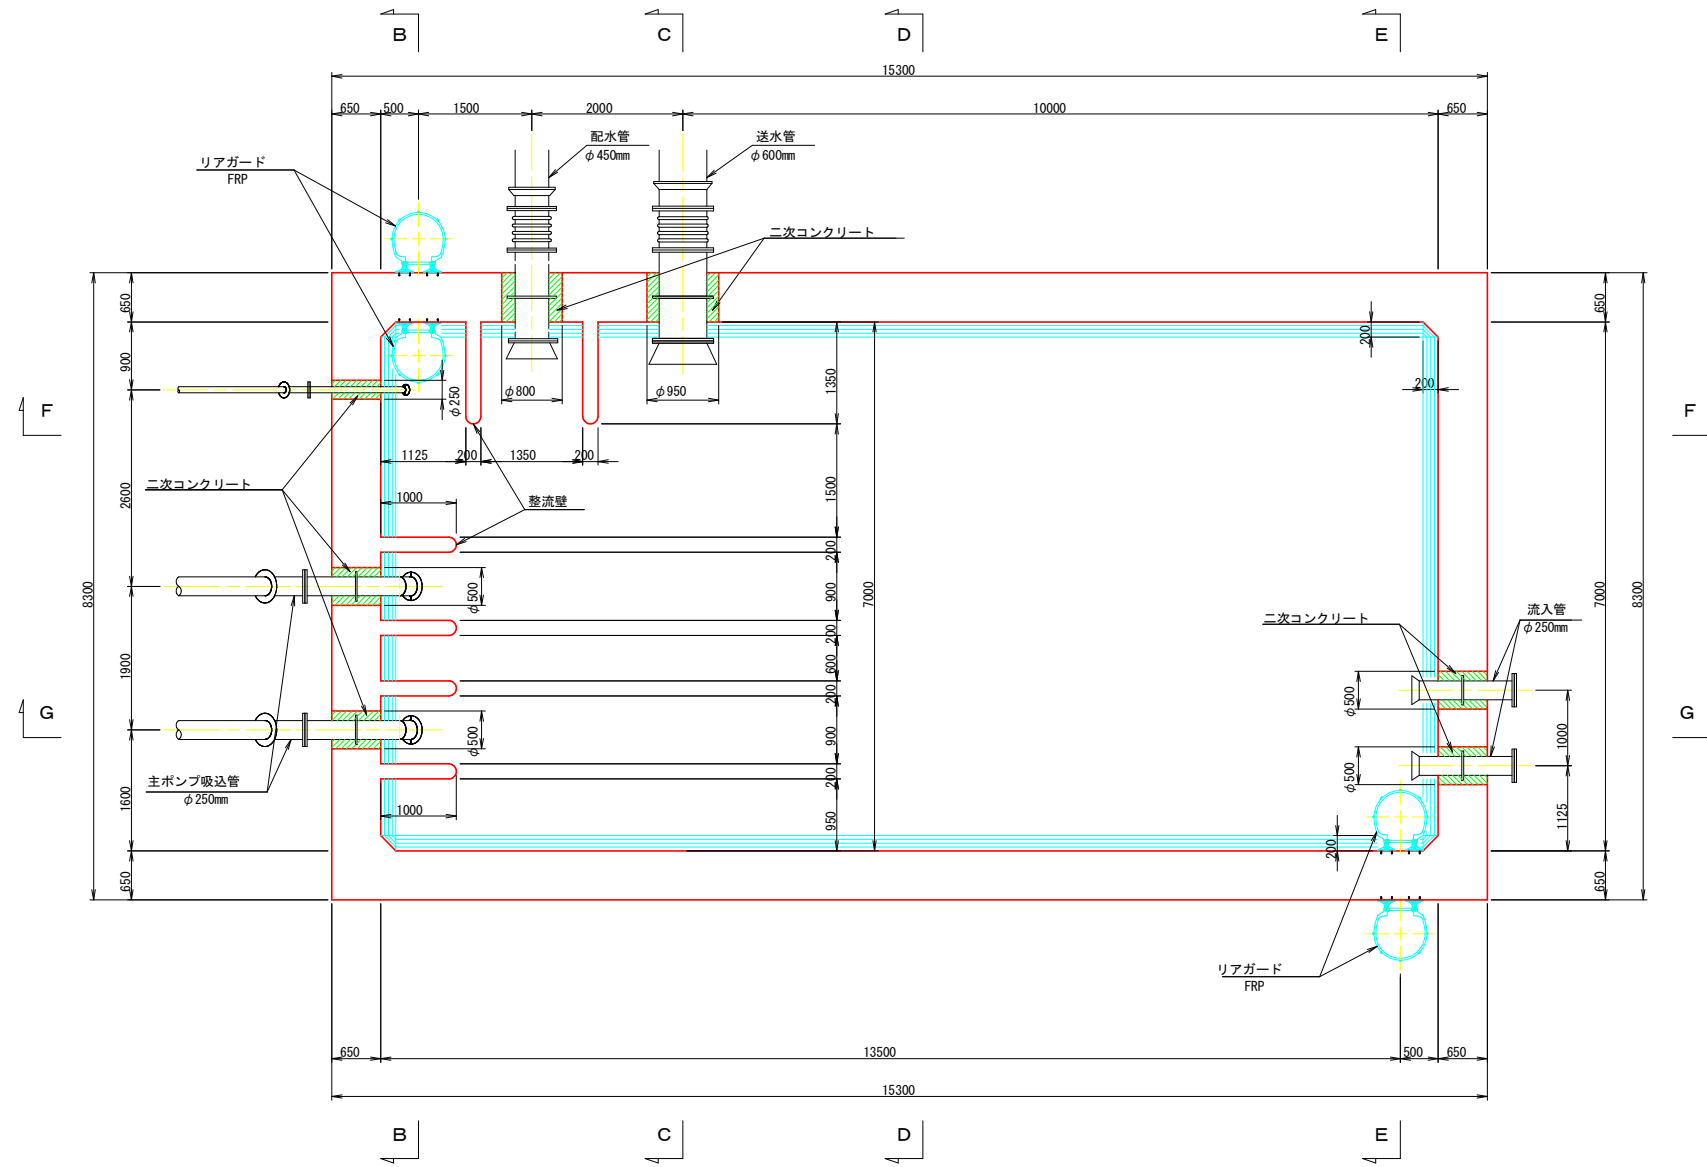 B
C
D
E
15300
650
500
1500
2000
10000
650
配水管
φ450mm
送水管
φ600mm
リアガード
FRP
二次コンクリート
650
900
2600
1900
1600
650
8300
F
G
F
G
φ250
φ800
φ950
1125
200
1350
200
整流壁
1000
二次コンクリート
φ500
φ500
主ポンプ吸込管
φ250mm
1000
1350
1500
200
900
200
600
200
900
200
950
7000
200
200
200
二次コンクリート
流入管
φ250mm
φ500
φ500
1000
1125
650
7000
650
8300
リアガード
FRP
650
13500
500
650
15300
B
C
D
E